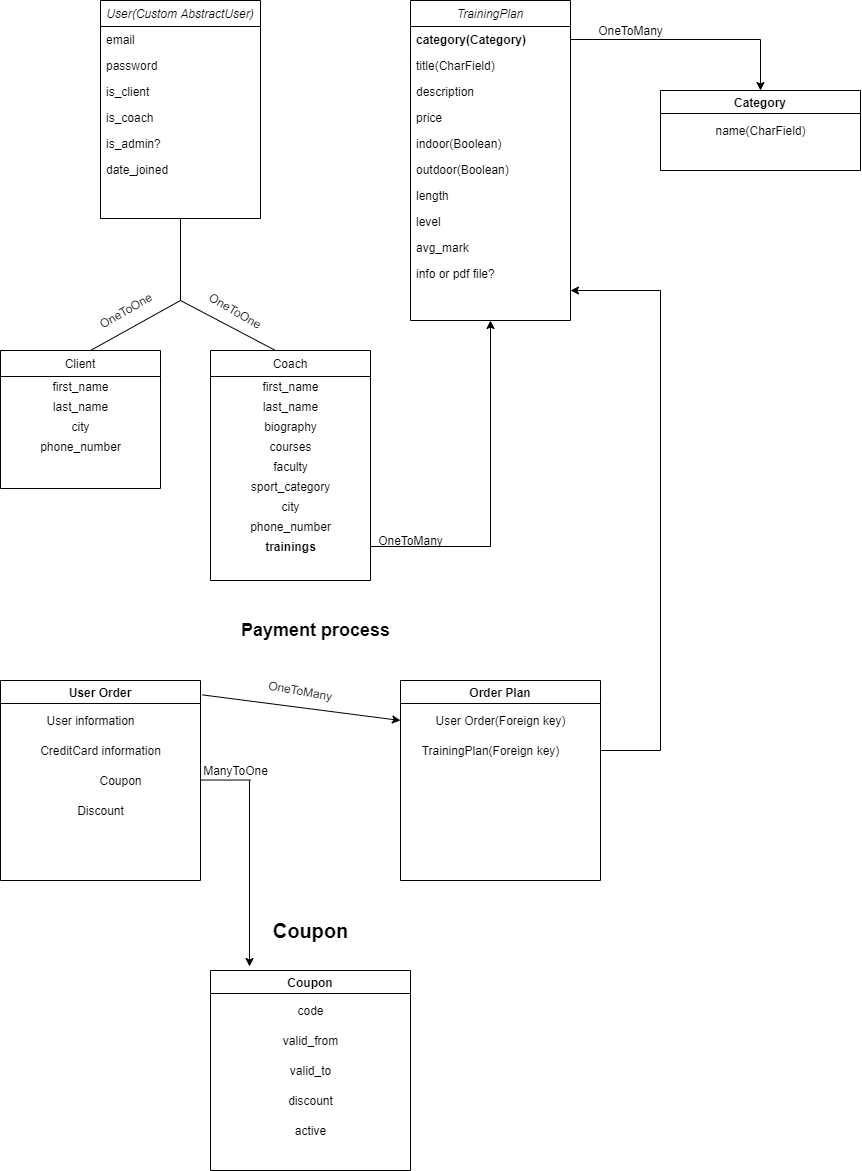 User(Custom AbstractUser)
email
password
is_client
is_coach
is_admin?
date_joined
TrainingPlan
category(Category)
title(CharField)
description
price
indoor(Boolean)
outdoor(Boolean)
length
level
avg_mark
info or pdf file?
OneToMany
Category
name(CharField)
OneToOne
OneToOne
Client
first_name
last_name
city
phone_number
Coach
first_name
last_name
biography
courses
faculty
sport_category
city
phone_number
trainings
OneToMany
Payment process
User Order
User information
CreditCard information
Coupon
Discount
OneToMany
ManyToOne
Order Plan
User Order(Foreign key)
TrainingPlan(Foreign key)
Coupon
Coupon
code
valid_from
valid_to
discount
active